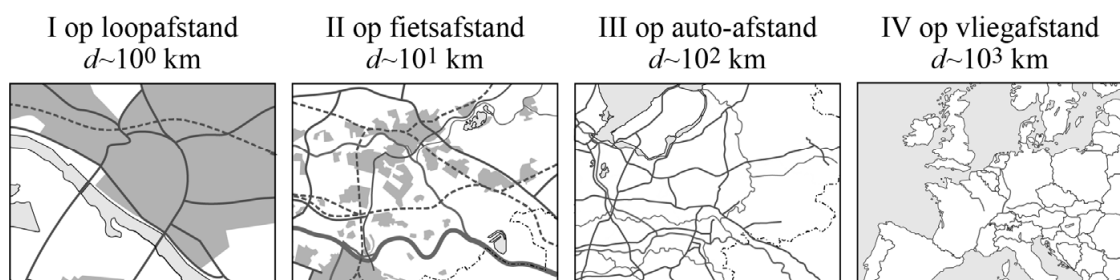 I op loopafstand
d~10⁰ km
II op fietsafstand
d~10¹ km
III op auto-afstand
d~10² km
IV op vliegafstand
d~10³ km